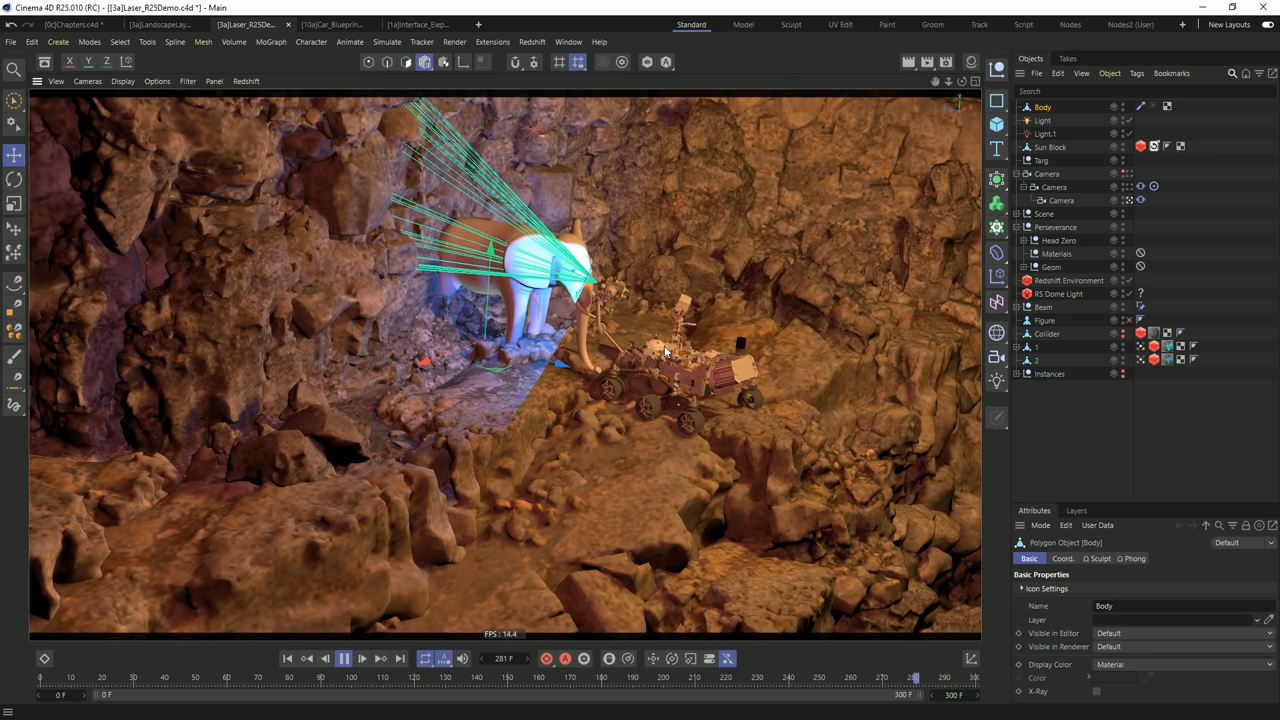 Cinema 4D R25.010 (RC) - [[3a]Laser_R25Demo.c4d *] - Main
[0c]Chapters.c4d *
[3a]LandscapeLay...
[3a]Laser_R25De...
[10a]Car_Blueprin...
[1a]Interface_Elep...
Standard Model Sculpt UV Edit Paint Groom Track Script Nodes Nodes2 (User) New Layouts
File Edit Create Modes Select Tools Spline Mesh Volume MoGraph Character Animate Simulate Tracker Render Extensions Redshift Window Help
X Y Z
View Cameras Display Options Filter Panel Redshift
Objects Takes
File Edit View Object Tags Bookmarks
Search
Body
Light
Light.1
Sun Block
Targ
Camera
Camera
Camera
Scene
Perseverance
Head Zero
Materials
Geom
Redshift Environment
RS Dome Light
Beam
Figure
Collider
1
2
Instances
Attributes Layers
Mode Edit User Data
Polygon Object [Body] Default
Basic Coord. Sculpt Phong
Basic Properties
Icon Settings
Name Body
Layer
Visible in Editor Default
Visible in Renderer Default
Display Color Material
Color
X-Ray
FPS : 14.4
281 F
0 10 20 30 40 50 60 70 80 90 100 110 120 130 140 150 160 170 180 190 200 210 220 230 240 250 260 270 290
0 F 0 F 300 F 300 F